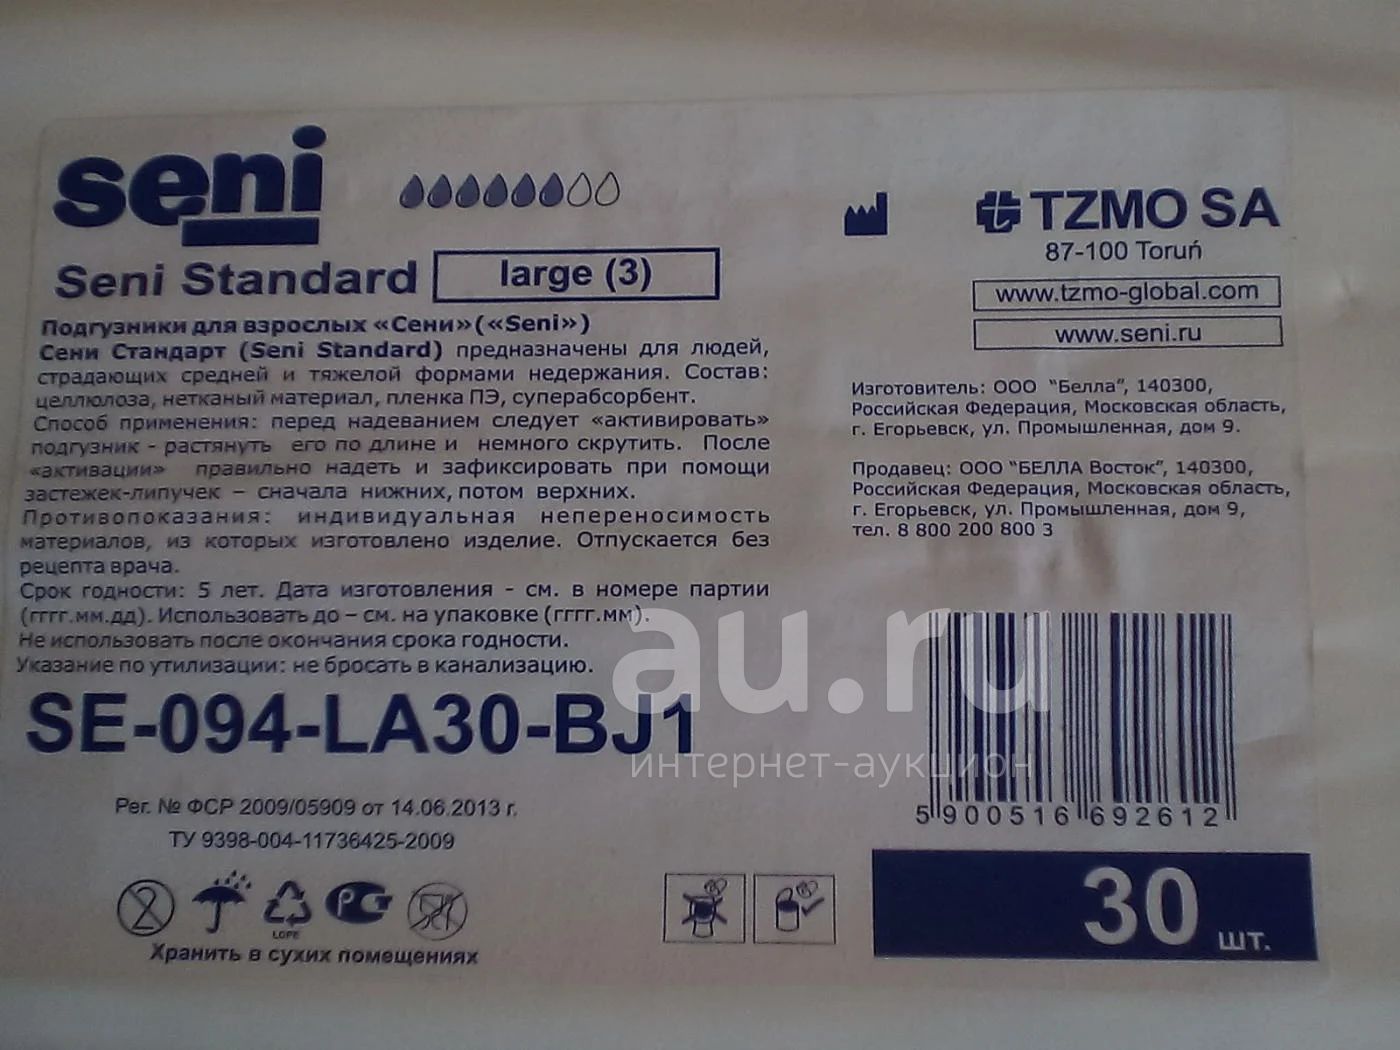 seni
Seni Standard large (3)
Подгузники для взрослых «Сени» («Seni»)
Сени Стандарт (Seni Standard) предназначены для людей,
страдающих средней и тяжелой формами недержания. Состав:
целлюлоза, нетканый материал, пленка ПЭ, суперабсорбент.
Способ применения: перед надеванием следует «активировать»
подгузник - растянуть его по длине и немного скрутить. После
«активации» правильно надеть и зафиксировать при помощи
застежек-липучек – сначала нижних, потом верхних.
Противопоказания: индивидуальная непереносимость
материалов, из которых изготовлено изделие. Отпускается без
рецепта врача.
Срок годности: 5 лет. Дата изготовления - см. в номере партии
(гггг.мм.дд). Использовать до – см. на упаковке (гггг.мм).
Не использовать после окончания срока годности.
Указание по утилизации: не бросать в канализацию.
SE-094-LA30-BJ1
Рег. № ФСР 2009/05909 от 14.06.2013 г.
ТУ 9398-004-11736425-2009
2
LDPE
РС
Хранить в сухих помещениях
TZMO SA
87-100 Toruń
www.tzmo-global.com
www.seni.ru
Изготовитель: ООО "Белла", 140300,
Российская Федерация, Московская область,
г. Егорьевск, ул. Промышленная, дом 9.
Продавец: ООО "БЕЛЛА Восток", 140300,
Российская Федерация, Московская область,
г. Егорьевск, ул. Промышленная, дом 9,
тел. 8 800 200 800 3
5 900516 692612
30 шт.
au.ru
интернет-аукцион